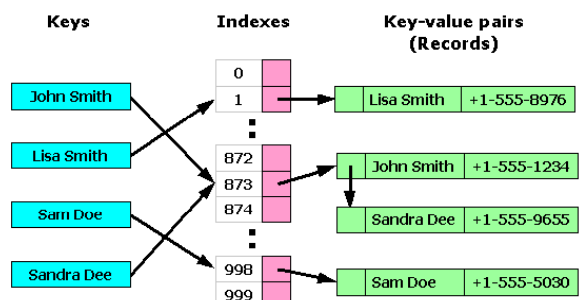 Keys
Indexes
Key-value pairs
(Records)
John Smith
Lisa Smith
Sam Doe
Sandra Dee
0
1
872
873
874
998
999
Lisa Smith +1-555-8976
John Smith +1-555-1234
Sandra Dee +1-555-9655
Sam Doe +1-555-5030